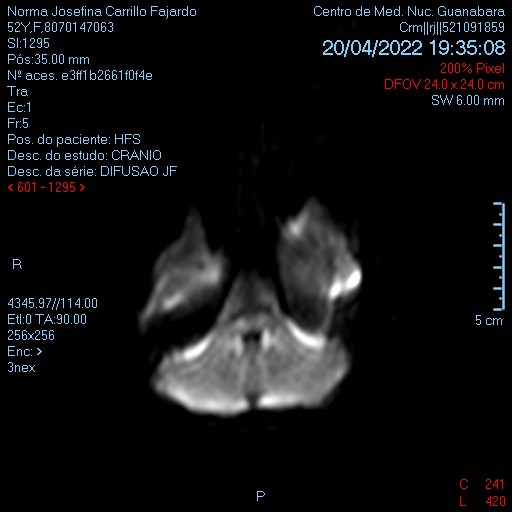 Norma Josefina Carrillo Fajardo
52Y,F,8070147063
Sl:1295
Pós:35.00 mm
Nº aces. e3ff1b2661f0f4e
Tra
Ec:1
Fr:5
Pos. do paciente: HFS
Desc. do estudo: CRANIO
Desc. da série: DIFUSAO JF
< 601 - 1295 >
Centro de Med. Nuc. Guanabara
Crm||rj||521091859
20/04/2022 19:35:08
200% Pixel
DFOV 24.0 x 24.0 cm
SW 6.00 mm
R
5 cm
4345.97//114.00
Etl:0 TA:90.00
256x256
Enc: >
3nex
P
C 241
L 420